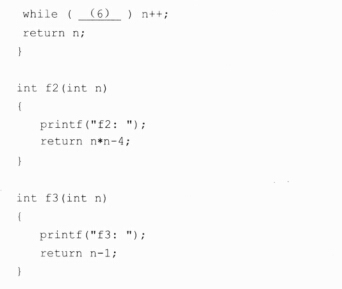 while ( (6) ) n++;
return n;
}
int f2(int n)
{
printf("f2: ");
return n*n-4;
}
int f3(int n)
{
printf("f3: ");
return n-1;
}